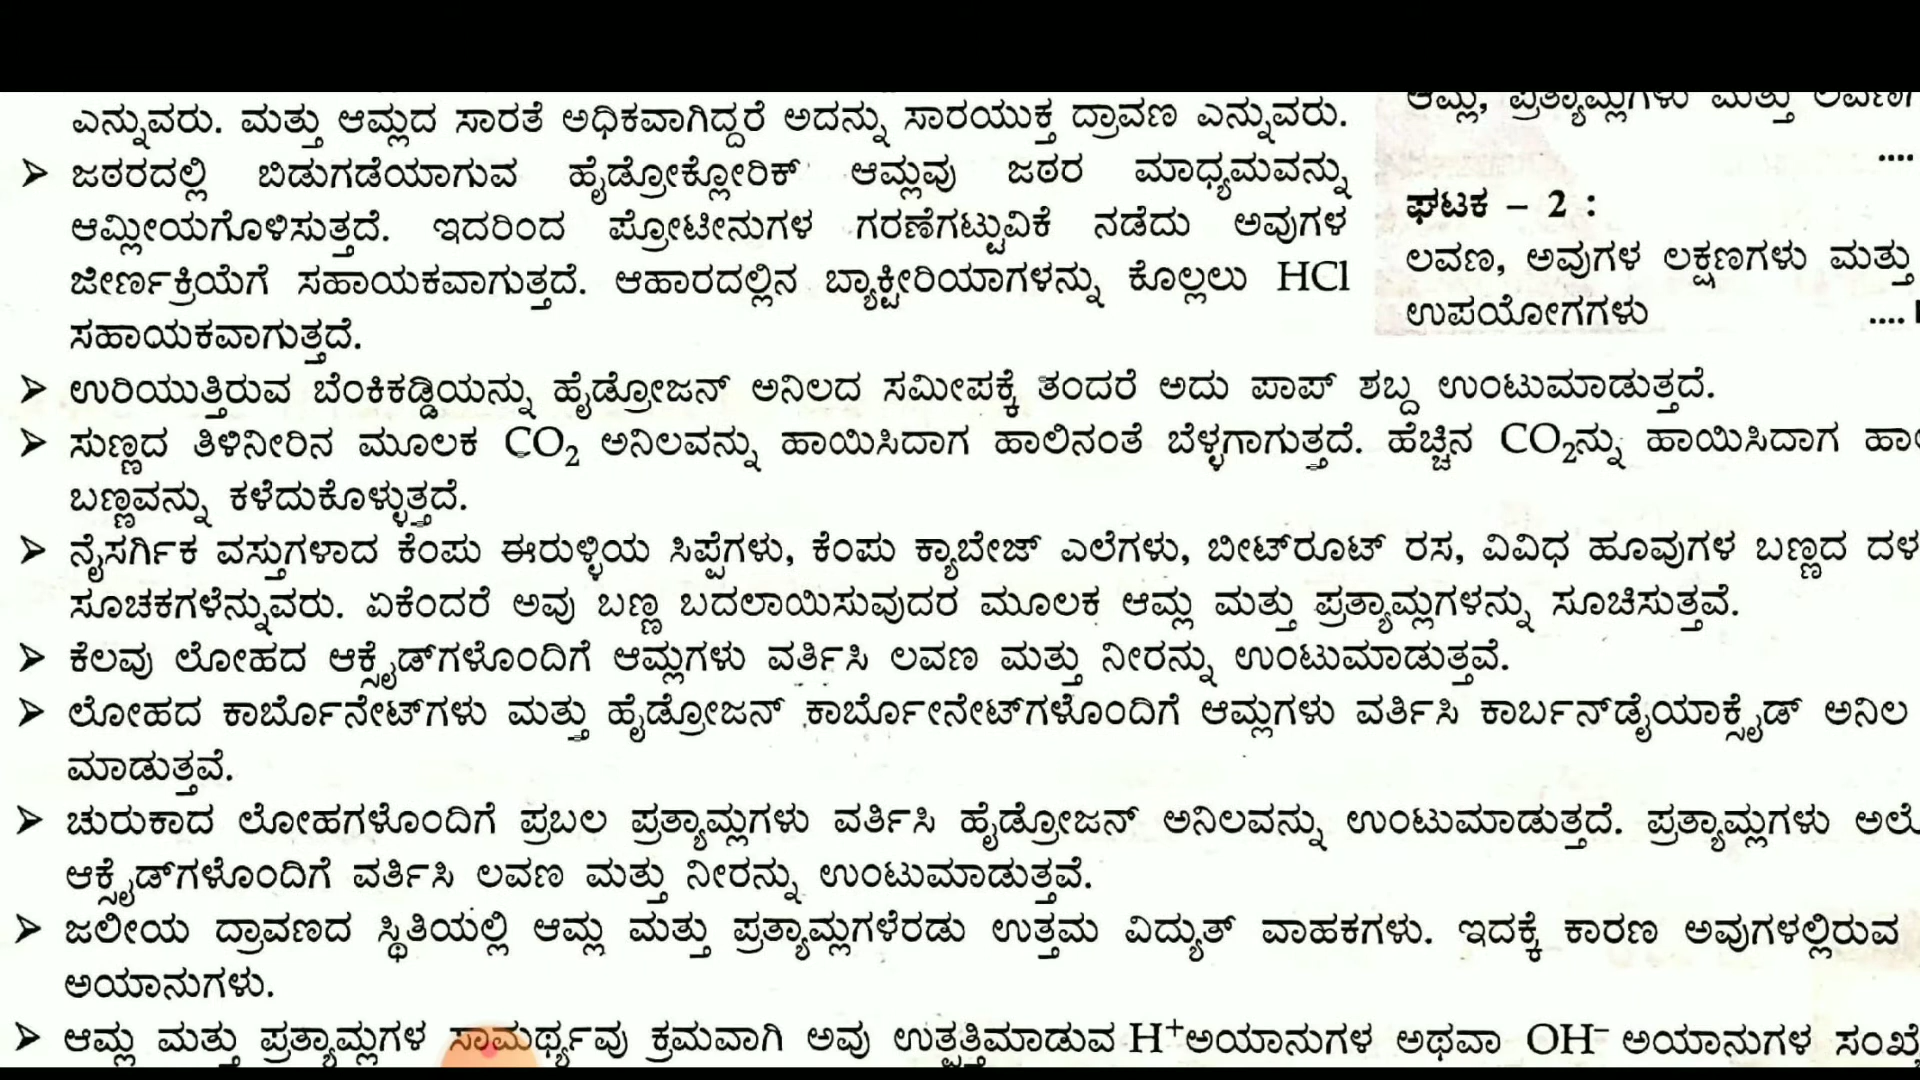 ಎನ್ನುವರು. ಮತ್ತು ಆಮ್ಲದ ಸಾರತೆ ಅಧಿಕವಾಗಿದ್ದರೆ ಅದನ್ನು ಸಾರಯುಕ್ತ ದ್ರಾವಣ ಎನ್ನುವರು.
➢ ಜಠರದಲ್ಲಿ ಬಿಡುಗಡೆಯಾಗುವ ಹೈಡ್ರೋಕ್ಲೋರಿಕ್ ಆಮ್ಲವು ಜಠರ ಮಾಧ್ಯಮವನ್ನು
ಆಮ್ಲೀಯಗೊಳಿಸುತ್ತದೆ. ಇದರಿಂದ ಪ್ರೋಟೀನುಗಳ ಗರಣೆಗಟ್ಟುವಿಕೆ ನಡೆದು ಅವುಗಳ
ಜೀರ್ಣಕ್ರಿಯೆಗೆ ಸಹಾಯಕವಾಗುತ್ತದೆ. ಆಹಾರದಲ್ಲಿನ ಬ್ಯಾಕ್ಟೀರಿಯಾಗಳನ್ನು ಕೊಲ್ಲಲು HCl
ಸಹಾಯಕವಾಗುತ್ತದೆ.
ಆಮ್ಲ, ಪ್ರತ್ಯಾಮ್ಲಗಳು ಮತ್ತು
....
ಘಟಕ – 2 :
ಲವಣ, ಅವುಗಳ ಲಕ್ಷಣಗಳು ಮತ್ತು
ಉಪಯೋಗಗಳು ....
➢ ಉರಿಯುತ್ತಿರುವ ಬೆಂಕಿಕಡ್ಡಿಯನ್ನು ಹೈಡ್ರೋಜನ್ ಅನಿಲದ ಸಮೀಪಕ್ಕೆ ತಂದರೆ ಅದು ಪಾಪ್ ಶಬ್ದ ಉಂಟುಮಾಡುತ್ತದೆ.
➢ ಸುಣ್ಣದ ತಿಳಿನೀರಿನ ಮೂಲಕ CO₂ ಅನಿಲವನ್ನು ಹಾಯಿಸಿದಾಗ ಹಾಲಿನಂತೆ ಬೆಳ್ಳಗಾಗುತ್ತದೆ. ಹೆಚ್ಚಿನ CO₂ನ್ನು ಹಾಯಿಸಿದಾಗ
ಬಣ್ಣವನ್ನು ಕಳೆದುಕೊಳ್ಳುತ್ತದೆ.
➢ ನೈಸರ್ಗಿಕ ವಸ್ತುಗಳಾದ ಕೆಂಪು ಈರುಳ್ಳಿಯ ಸಿಪ್ಪೆಗಳು, ಕೆಂಪು ಕ್ಯಾಬೇಜ್ ಎಲೆಗಳು, ಬೀಟ್‌ರೂಟ್ ರಸ, ವಿವಿಧ ಹೂವುಗಳ ಬಣ್ಣದ ದಳ
ಸೂಚಕಗಳೆನ್ನುವರು. ಏಕೆಂದರೆ ಅವು ಬಣ್ಣ ಬದಲಾಯಿಸುವುದರ ಮೂಲಕ ಆಮ್ಲ ಮತ್ತು ಪ್ರತ್ಯಾಮ್ಲಗಳನ್ನು ಸೂಚಿಸುತ್ತವೆ.
➢ ಕೆಲವು ಲೋಹದ ಆಕ್ಸೈಡ್‌ಗಳೊಂದಿಗೆ ಆಮ್ಲಗಳು ವರ್ತಿಸಿ ಲವಣ ಮತ್ತು ನೀರನ್ನು ಉಂಟುಮಾಡುತ್ತವೆ.
➢ ಲೋಹದ ಕಾರ್ಬೊನೇಟ್‌ಗಳು ಮತ್ತು ಹೈಡ್ರೋಜನ್ ಕಾರ್ಬೋನೇಟ್‌ಗಳೊಂದಿಗೆ ಆಮ್ಲಗಳು ವರ್ತಿಸಿ ಕಾರ್ಬನ್‌ಡೈಯಾಕ್ಸೈಡ್ ಅನಿಲ
ಮಾಡುತ್ತವೆ.
➢ ಚುರುಕಾದ ಲೋಹಗಳೊಂದಿಗೆ ಪ್ರಬಲ ಪ್ರತ್ಯಾಮ್ಲಗಳು ವರ್ತಿಸಿ ಹೈಡ್ರೋಜನ್ ಅನಿಲವನ್ನು ಉಂಟುಮಾಡುತ್ತದೆ. ಪ್ರತ್ಯಾಮ್ಲಗಳು
ಆಕ್ಸೈಡ್‌ಗಳೊಂದಿಗೆ ವರ್ತಿಸಿ ಲವಣ ಮತ್ತು ನೀರನ್ನು ಉಂಟುಮಾಡುತ್ತವೆ.
➢ ಜಲೀಯ ದ್ರಾವಣದ ಸ್ಥಿತಿಯಲ್ಲಿ ಆಮ್ಲ ಮತ್ತು ಪ್ರತ್ಯಾಮ್ಲಗಳೆರಡು ಉತ್ತಮ ವಿದ್ಯುತ್ ವಾಹಕಗಳು. ಇದಕ್ಕೆ ಕಾರಣ ಅವುಗಳಲ್ಲಿರುವ
ಅಯಾನುಗಳು.
➢ ಆಮ್ಲ ಮತ್ತು ಪ್ರತ್ಯಾಮ್ಲಗಳ ಸಾಮರ್ಥ್ಯವು ಕ್ರಮವಾಗಿ ಅವು ಉತ್ಪತ್ತಿಮಾಡುವ H⁺ಅಯಾನುಗಳ ಅಥವಾ OH⁻ ಅಯಾನುಗಳ